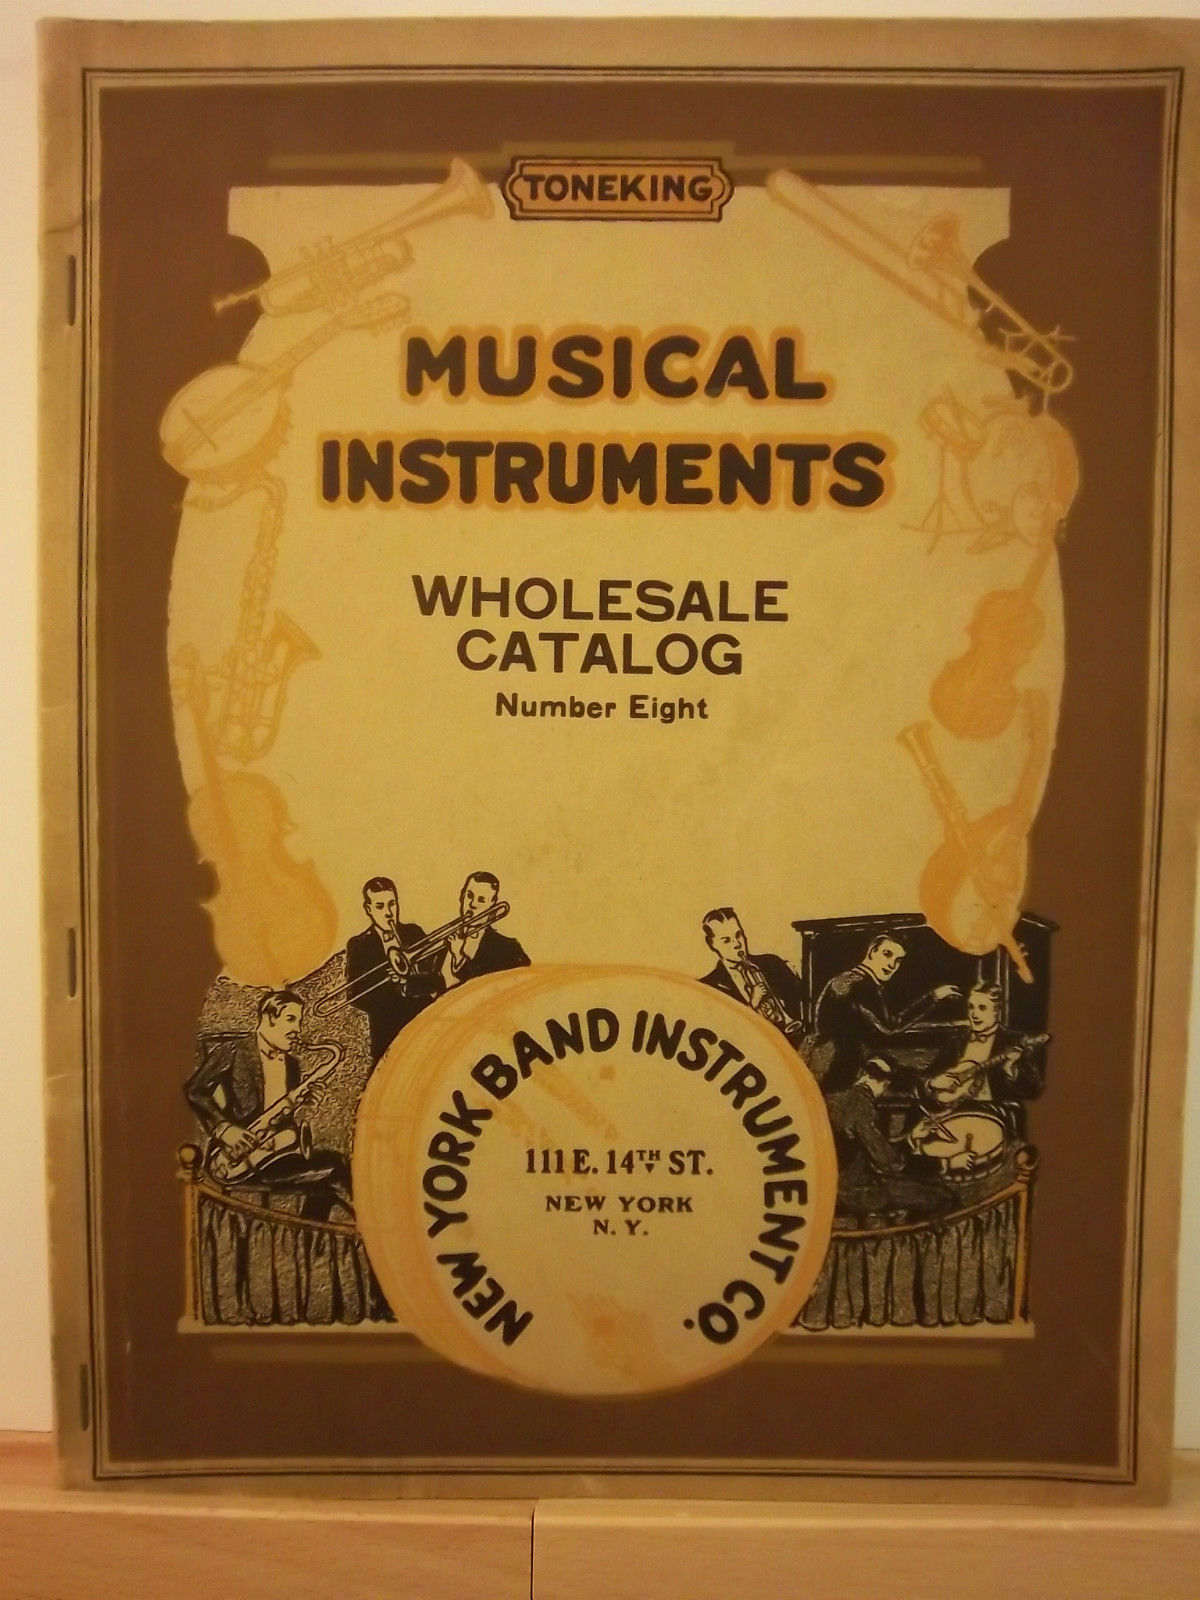 TONEKING
MUSICAL
INSTRUMENTS
WHOLESALE
CATALOG
Number Eight
NEW YORK BAND INSTRUMENT CO.
111 E. 14TH ST.
NEW YORK
N. Y.